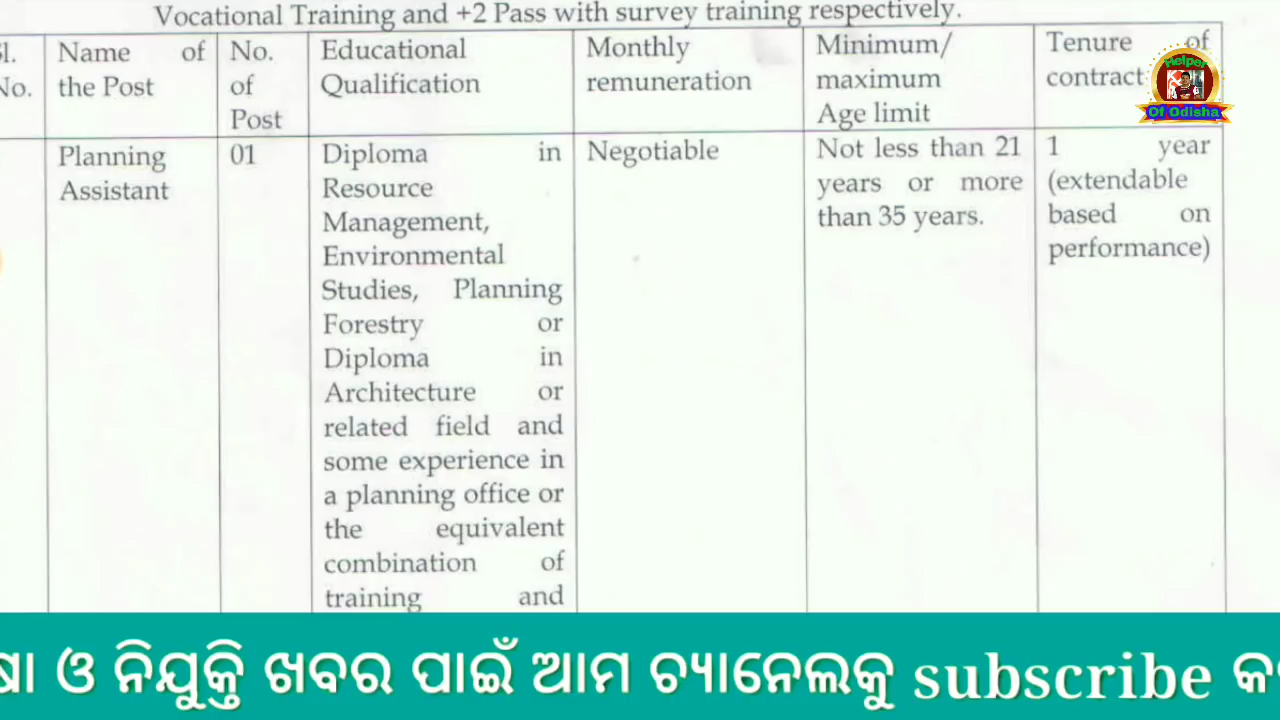 Vocational Training and +2 Pass with survey training respectively.
Sl. No.
Name of the Post
No. of Post
Educational Qualification
Monthly remuneration
Minimum/ maximum Age limit
Tenure of contract
Planning Assistant
01
Diploma in
Resource
Management,
Environmental
Studies, Planning
Forestry or
Diploma in
Architecture or
related field and
some experience in
a planning office or
the equivalent
combination of
training and
Negotiable
Not less than 21
years or more
than 35 years.
1 year
(extendable
based on
performance)
Helper
Of Odisha
ଓ ନିଯୁକ୍ତି ଖବର ପାଇଁ ଆମ ଚ୍ୟାନେଲକୁ subscribe